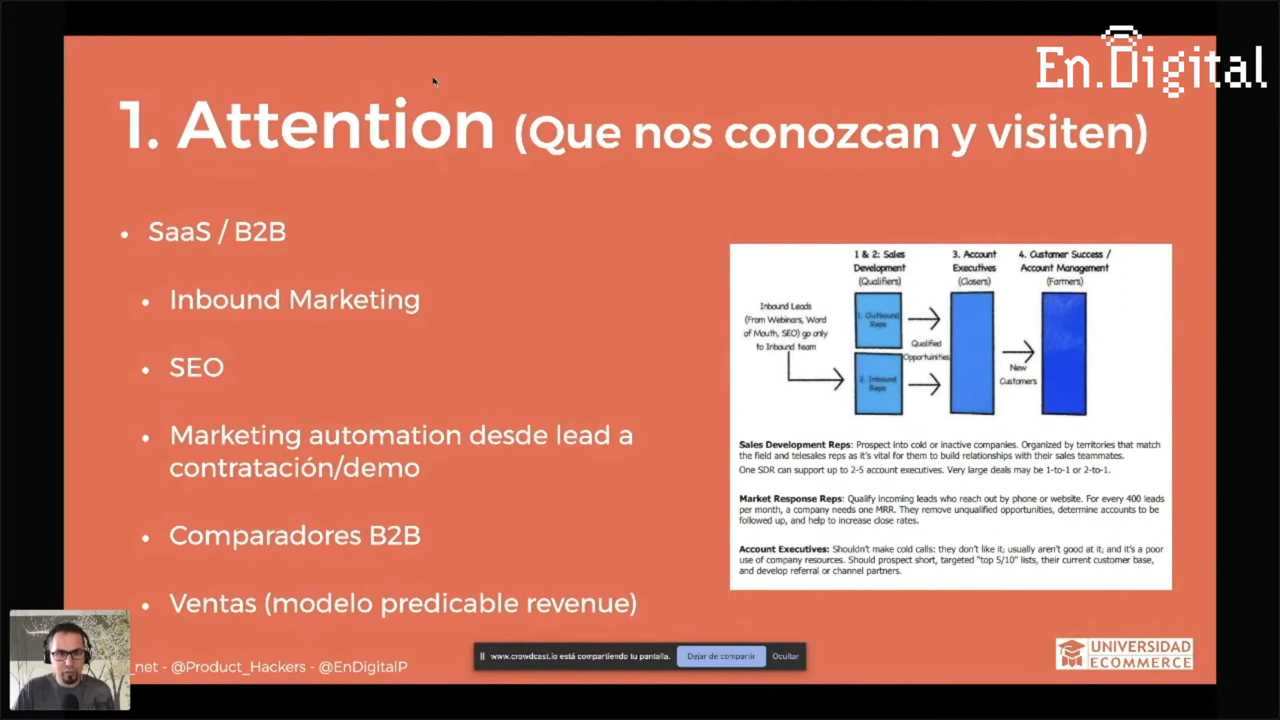 En.Digital
1. Attention (Que nos conozcan y visiten)
• SaaS / B2B
• Inbound Marketing
• SEO
• Marketing automation desde lead a
contratación/demo
• Comparadores B2B
• Ventas (modelo predicable revenue)
1 & 2: Sales
Development
(Qualifiers)
3. Account
Executives
(Closers)
4. Customer Success /
Account Management
(Farmers)
Inbound Leads
(From Webinars, Word
of Mouth, SEO) go only
to Inbound team
1. Outbound
Reps
2. Inbound
Reps
Qualified
Opportunities
New
Customers
Sales Development Reps: Prospect into cold or inactive companies. Organized by territories that match
the field and telesales reps as it's vital for them to build relationships with their sales teammates.
One SDR can support up to 2-5 account executives. Very large deals may be 1-to-1 or 2-to-1.
Market Response Reps: Qualify incoming leads who reach out by phone or website. For every 400 leads
per month, a company needs one MRR. They remove unqualified opportunities, determine accounts to be
followed up, and help to increase close rates.
Account Executives: Shouldn't make cold calls: they don't like it; usually aren't good at it; and it's a poor
use of company resources. Should prospect short, targeted "top 5/10" lists, their current customer base,
and develop referral or channel partners.
_net - @Product_Hackers - @EnDigitalP
www.crowdcast.io está compartiendo tu pantalla.
Dejar de compartir
Ocultar
UNIVERSIDAD
ECOMMERCE